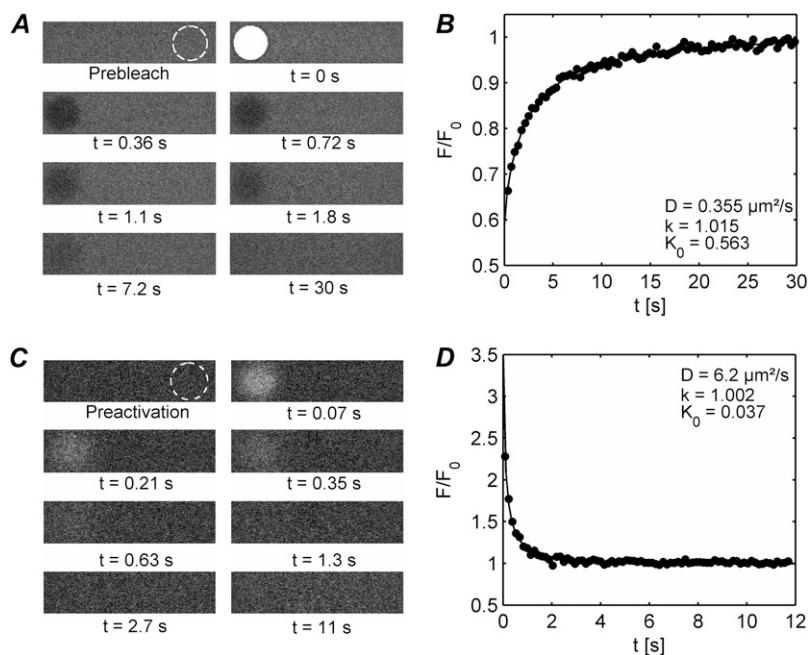 A
Prebleach
t = 0 s
t = 0.36 s
t = 0.72 s
t = 1.1 s
t = 1.8 s
t = 7.2 s
t = 30 s
B
F/F0
1
0.9
0.8
0.7
0.6
0.5
D = 0.355 µm²/s
k = 1.015
K0 = 0.563
0 5 10 15 20 25 30
t [s]
C
Preactivation
t = 0.07 s
t = 0.21 s
t = 0.35 s
t = 0.63 s
t = 1.3 s
t = 2.7 s
t = 11 s
D
F/F0
3.5
3
2.5
2
1.5
1
0.5
D = 6.2 µm²/s
k = 1.002
K0 = 0.037
0 2 4 6 8 10 12
t [s]